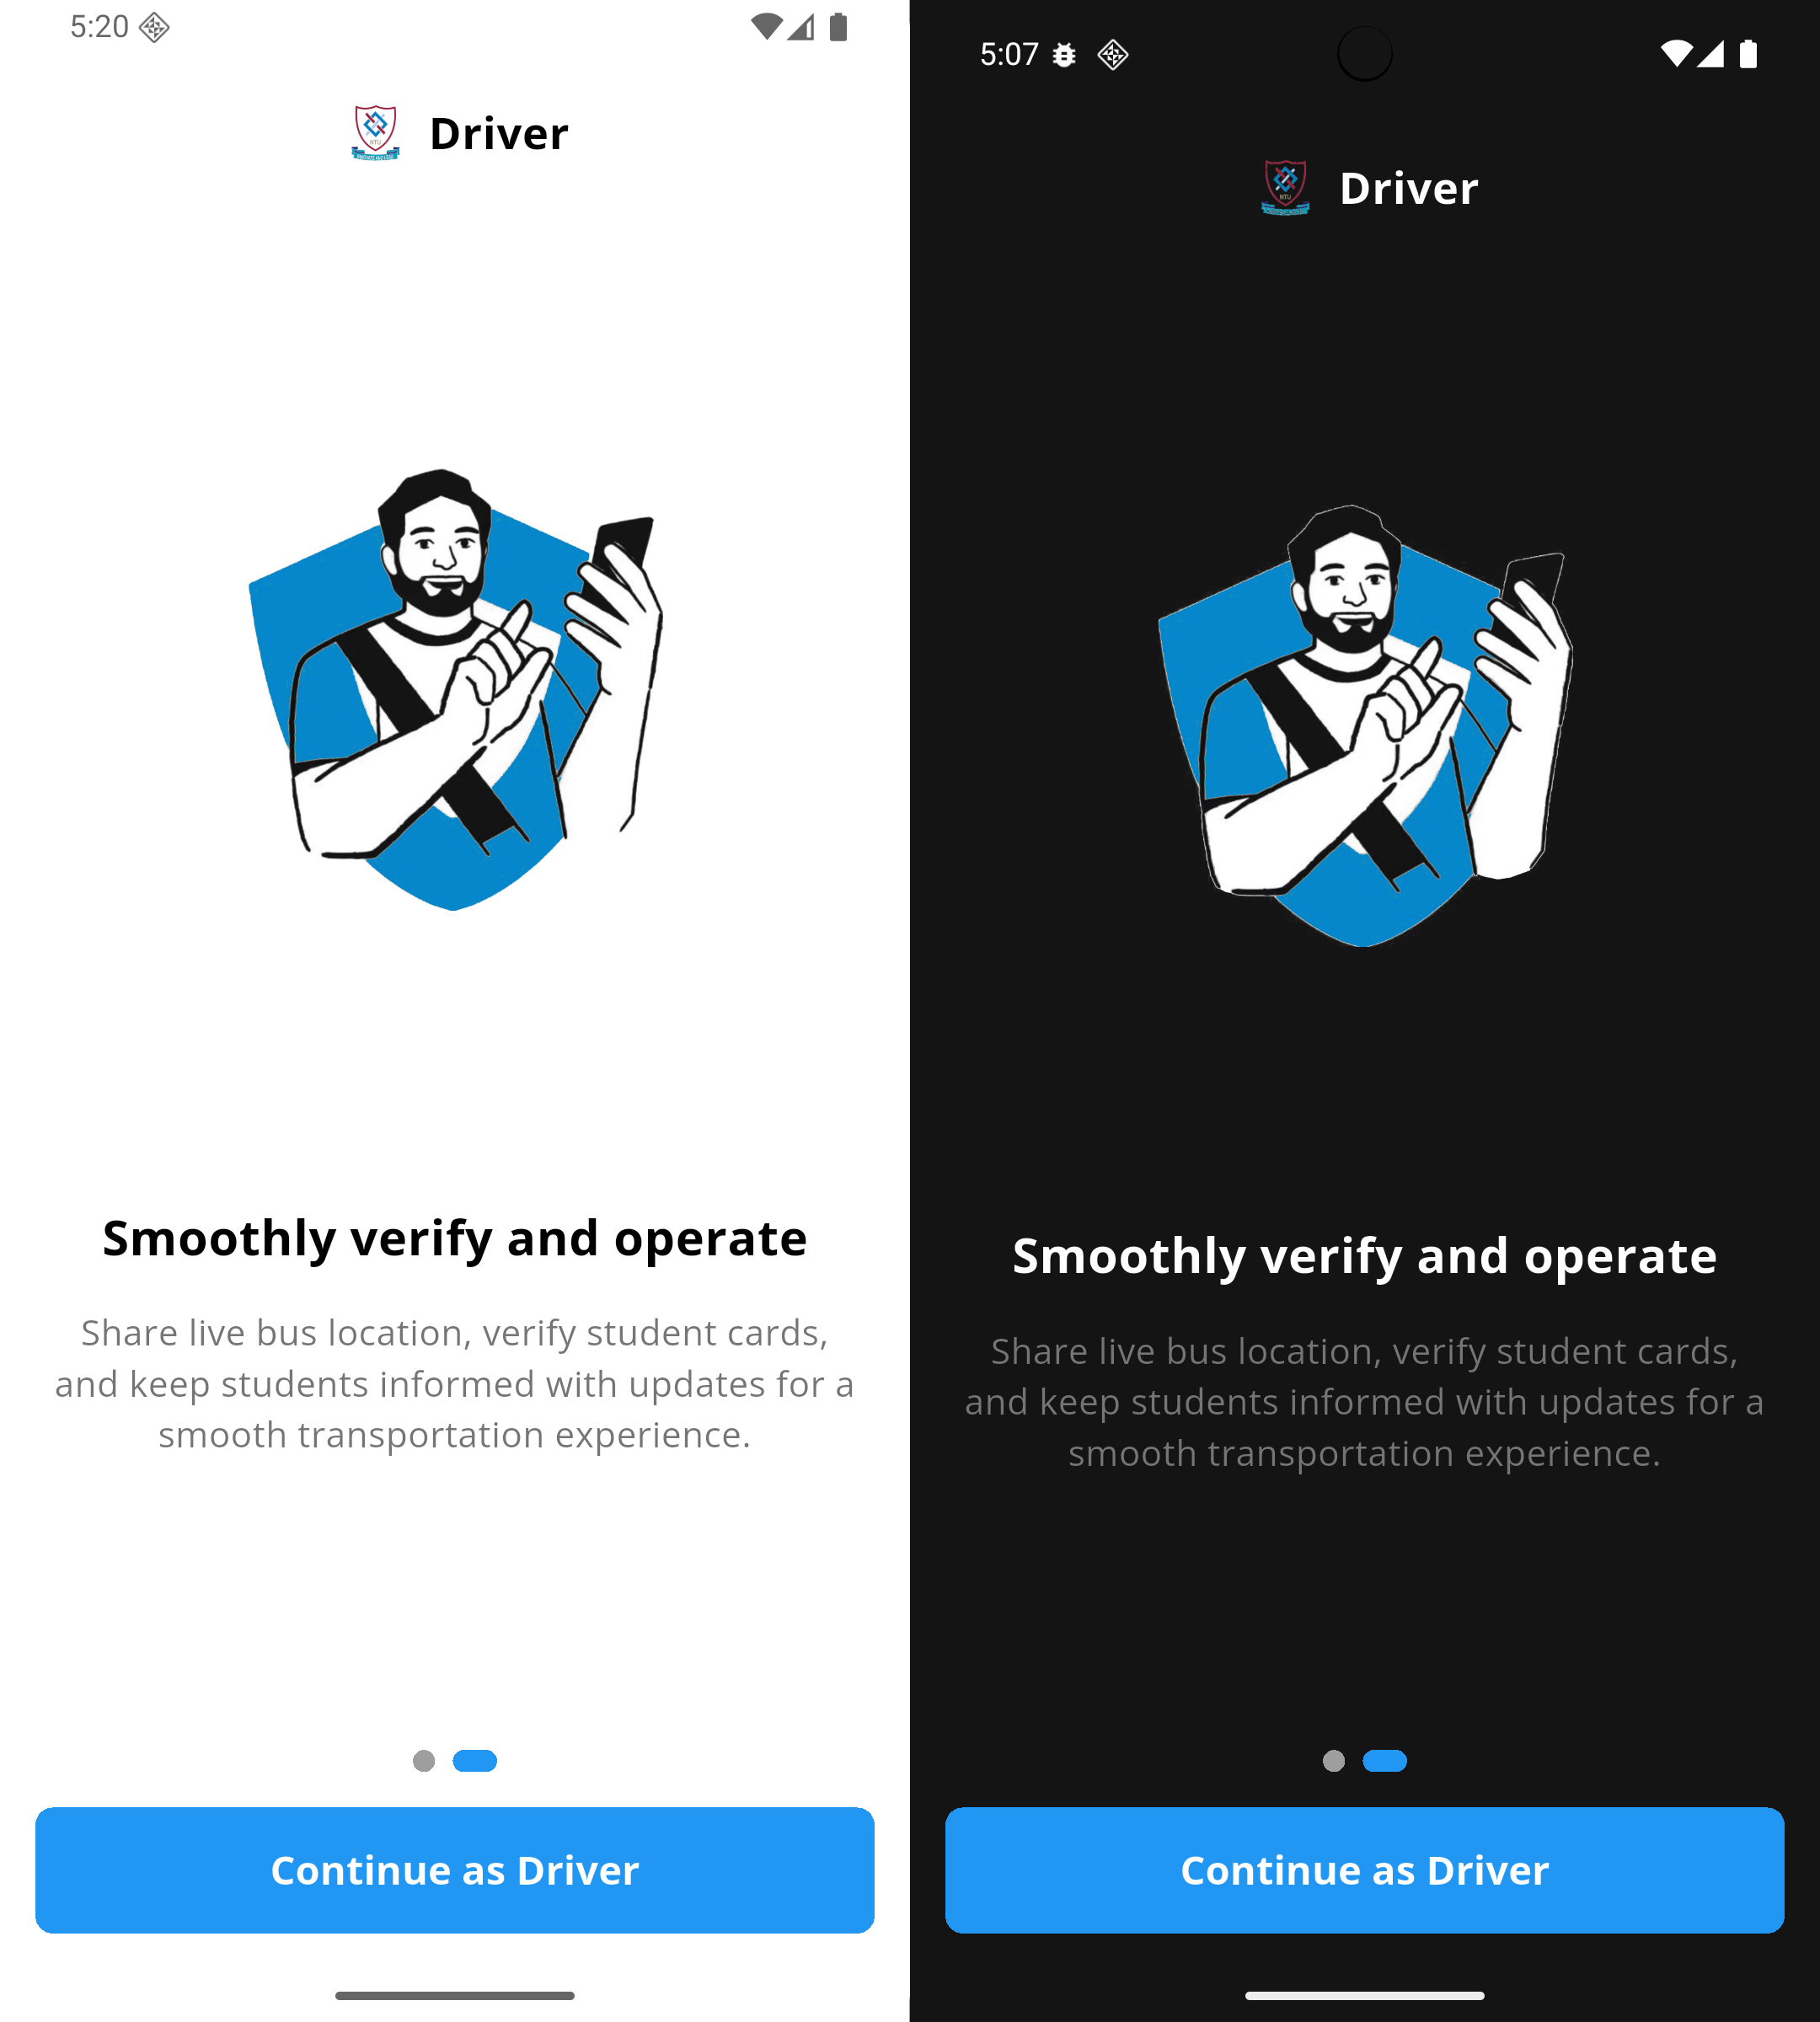 5:20
NTU
Driver
Smoothly verify and operate
Share live bus location, verify student cards,
and keep students informed with updates for a
smooth transportation experience.
Continue as Driver
5:07
NTU
Driver
Smoothly verify and operate
Share live bus location, verify student cards,
and keep students informed with updates for a
smooth transportation experience.
Continue as Driver